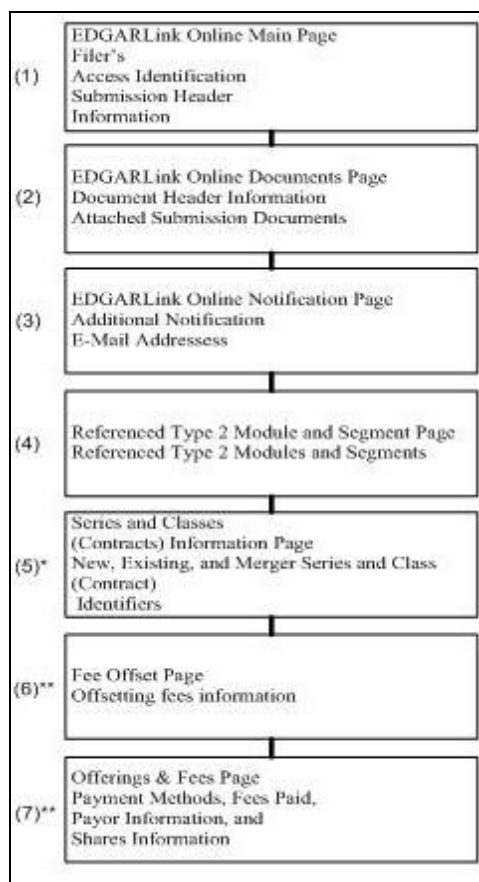 (1)
EDGARLink Online Main Page
Filer's
Access Identification
Submission Header
Information
(2)
EDGARLink Online Documents Page
Document Header Information
Attached Submission Documents
(3)
EDGARLink Online Notification Page
Additional Notification
E-Mail Addressess
(4)
Referenced Type 2 Module and Segment Page
Referenced Type 2 Modules and Segments
(5)*
Series and Classes
(Contracts) Information Page
New, Existing, and Merger Series and Class
(Contract)
Identifiers
(6)**
Fee Offset Page
Offsetting fees information
(7)**
Offerings & Fees Page
Payment Methods, Fees Paid,
Payor Information, and
Shares Information